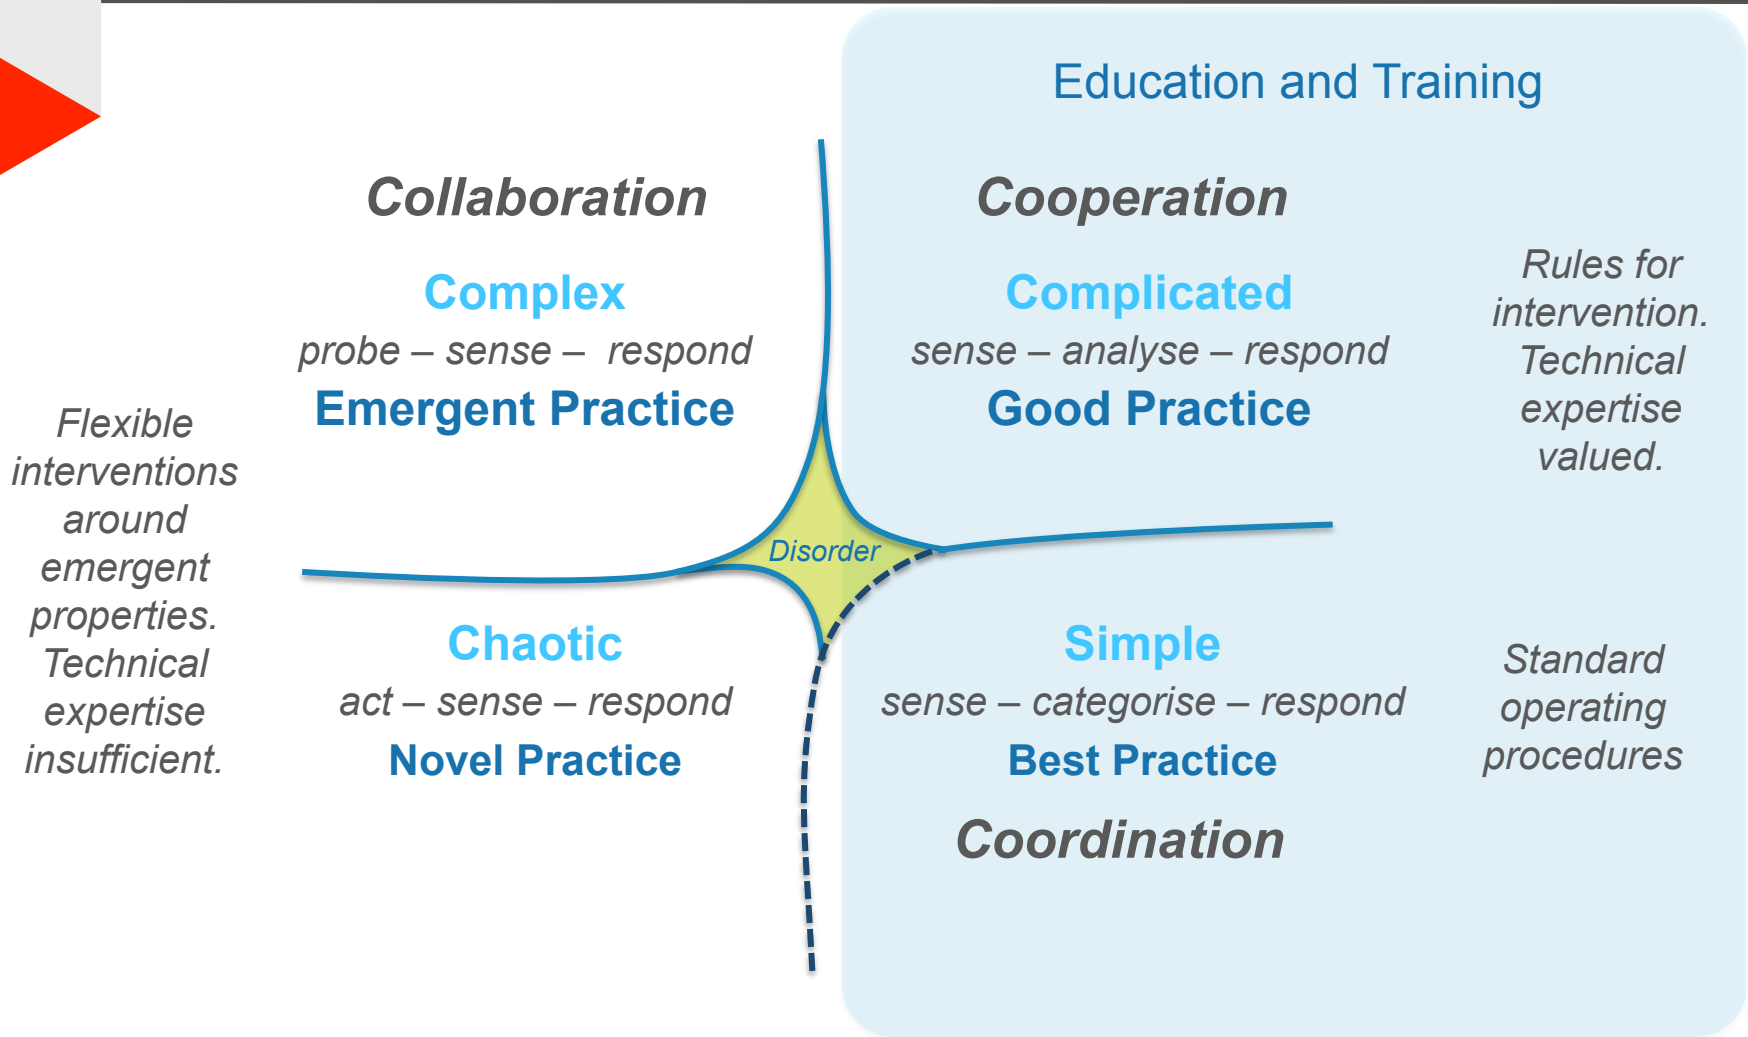 Education and Training
Collaboration
Complex
probe – sense –  respond
Emergent Practice
Cooperation
Complicated
sense – analyse – respond
Good Practice
Rules for
intervention.
Technical
expertise
valued.
Flexible
interventions
around
emergent
properties.
Technical
expertise
insufficient.
Disorder
Chaotic
act – sense – respond
Novel Practice
Simple
sense – categorise – respond
Best Practice
Coordination
Standard
operating
procedures